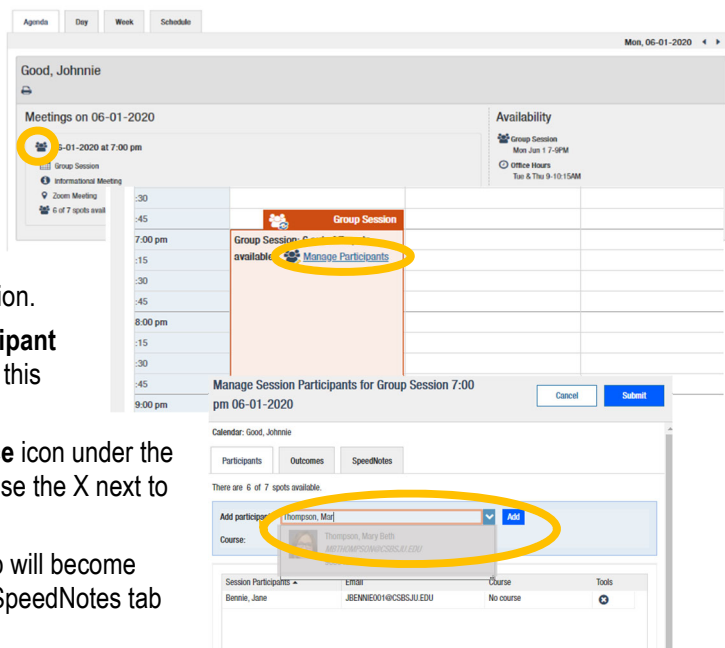 Agenda Day Week Schedule
Mon, 06-01-2020
Good, Johnnie
Meetings on 06-01-2020
6-01-2020 at 7:00 pm
Group Session
Informational Meeting
Zoom Meeting
6 of 7 spots avail
Availability
Group Session
Mon Jun 1 7-9PM
Office Hours
Tue & Thu 9-10:15AM
:30
:45
Group Session
7:00 pm
Group Session:
available
Manage Participants
:15
:30
:45
8:00 pm
:15
:30
:45
9:00 pm
ion.
ipant
this
e icon under the
se the X next to
o will become
SpeedNotes tab
Manage Session Participants for Group Session 7:00
pm 06-01-2020
Cancel Submit
Calendar: Good, Johnnie
Participants Outcomes SpeedNotes
There are 6 of 7 spots available.
Add participant Thompson, Mar Add
Course:
Thompson, Mary Beth
Session Participants Email Course Tools
Bennie, Jane JBENNIE001@CSBSJU.EDU No course